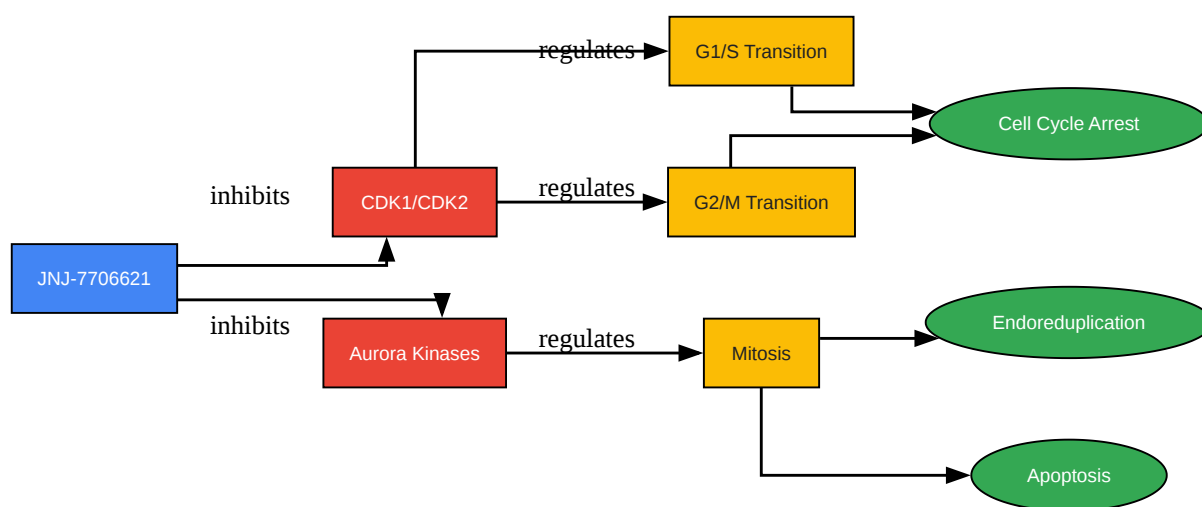 regulates
G1/S Transition
Cell Cycle Arrest
inhibits
CDK1/CDK2
regulates
G2/M Transition
JNJ-7706621
inhibits
Aurora Kinases
regulates
Mitosis
Endoreduplication
Apoptosis